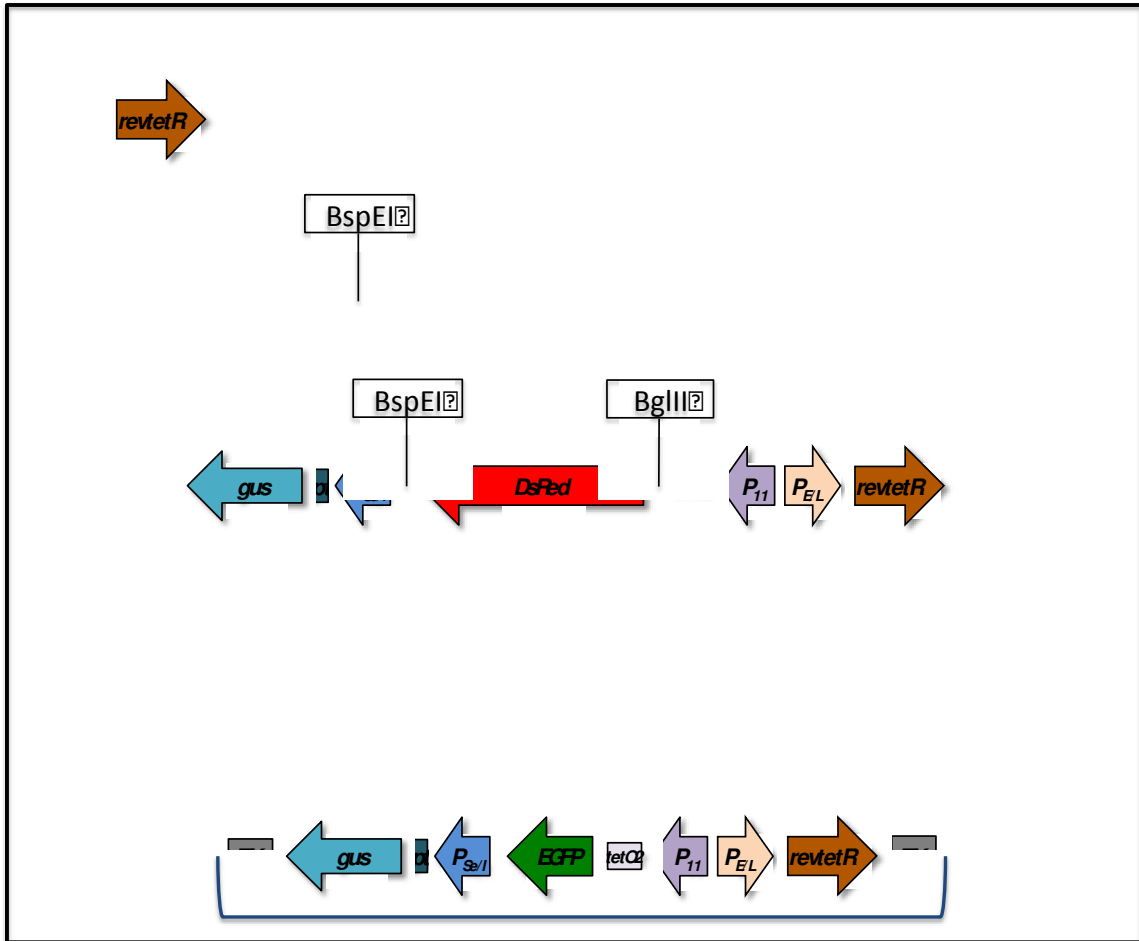 revtetR
BspEI
BspEI BglII
gus DsRed P11 PE/L revtetR
gus PSe/I EGFP tetO2 P11 PE/L revtetR